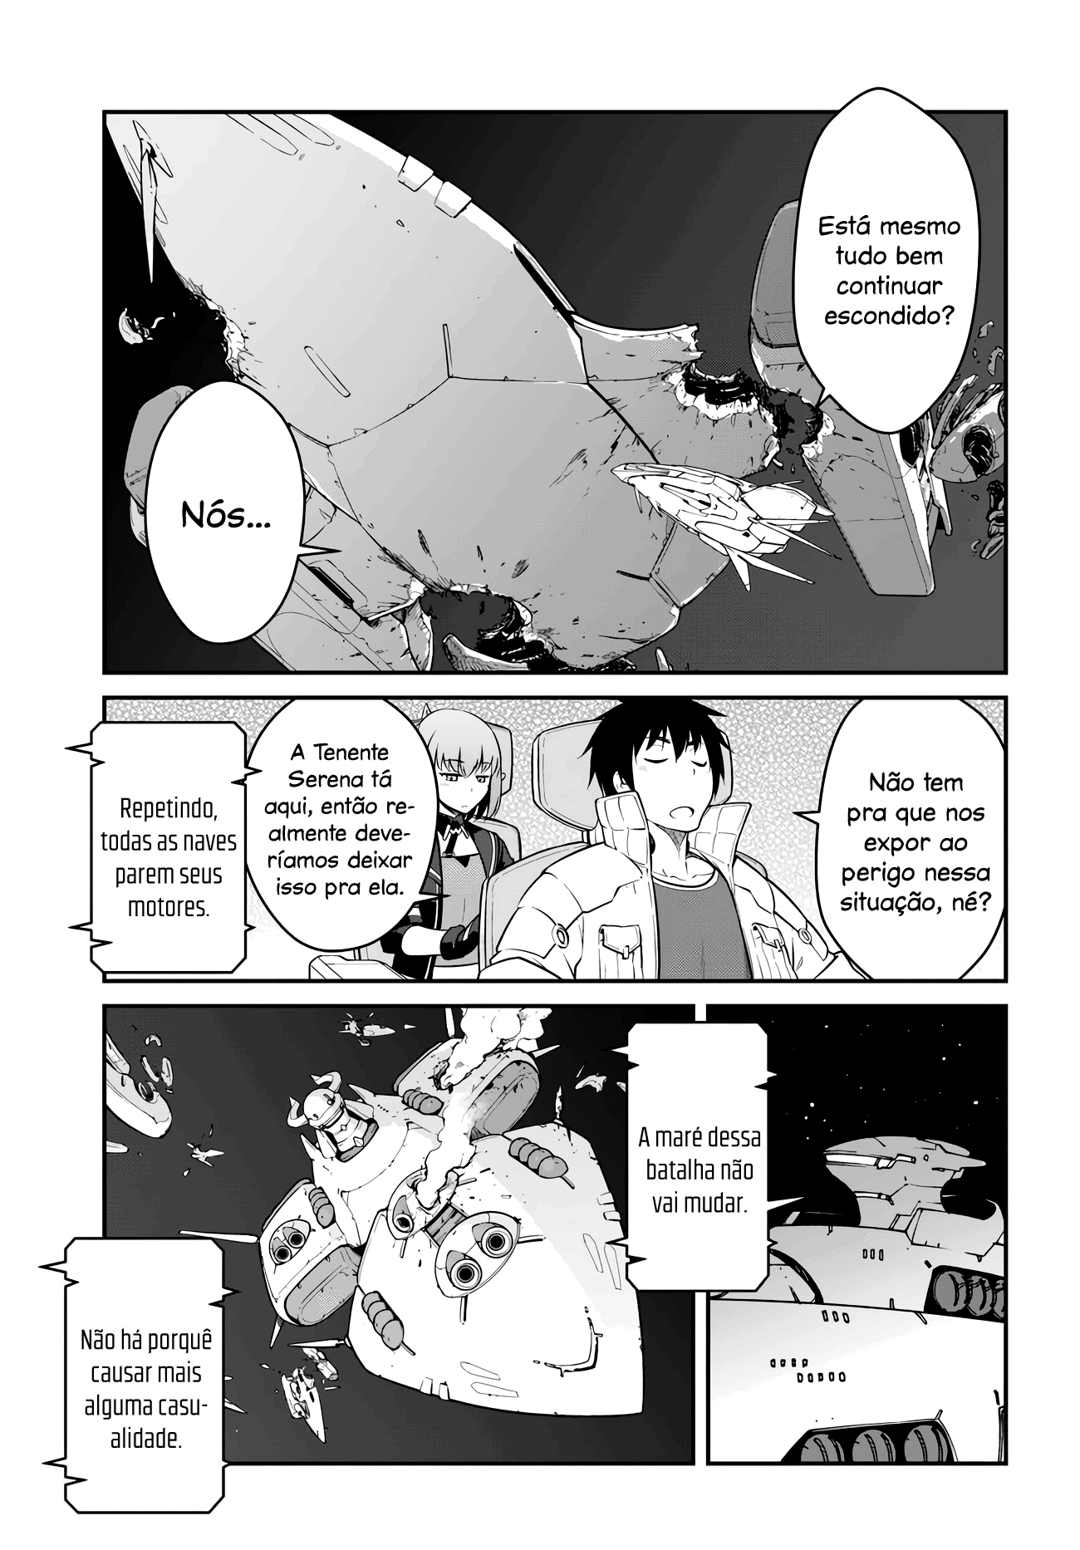 Está mesmo
tudo bem
continuar
escondido?
Nós...
Não tem
pra que nos
expor ao
perigo nessa
situação, né?
A Tenente
Serena tá
aqui, então re-
almente deve-
ríamos deixar
isso pra ela.
Repetindo,
todas as naves
parem seus
motores.
A maré dessa
batalha não
vai mudar.
Não há porquê
causar mais
alguma casu-
alidade.